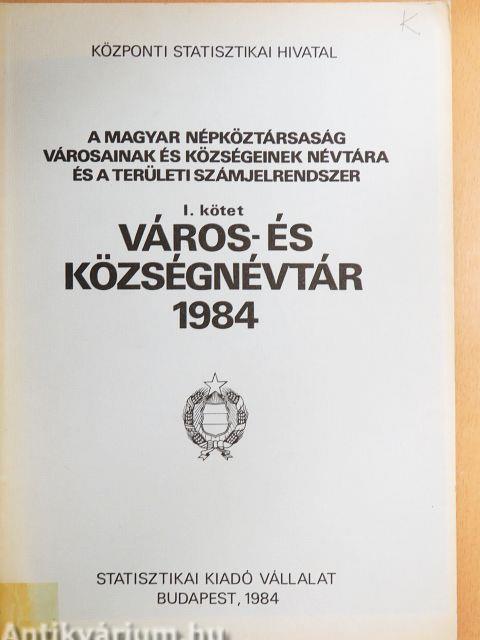 K
KÖZPONTI STATISZTIKAI HIVATAL
A MAGYAR NÉPKÖZTÁRSASÁG
VÁROSAINAK ÉS KÖZSÉGEINEK NÉVTÁRA
ÉS A TERÜLETI SZÁMJELRENDSZER
I. kötet
VÁROS- ÉS
KÖZSÉGNÉVTÁR
1984
STATISZTIKAI KIADÓ VÁLLALAT
BUDAPEST, 1984
Antikvárium.hu